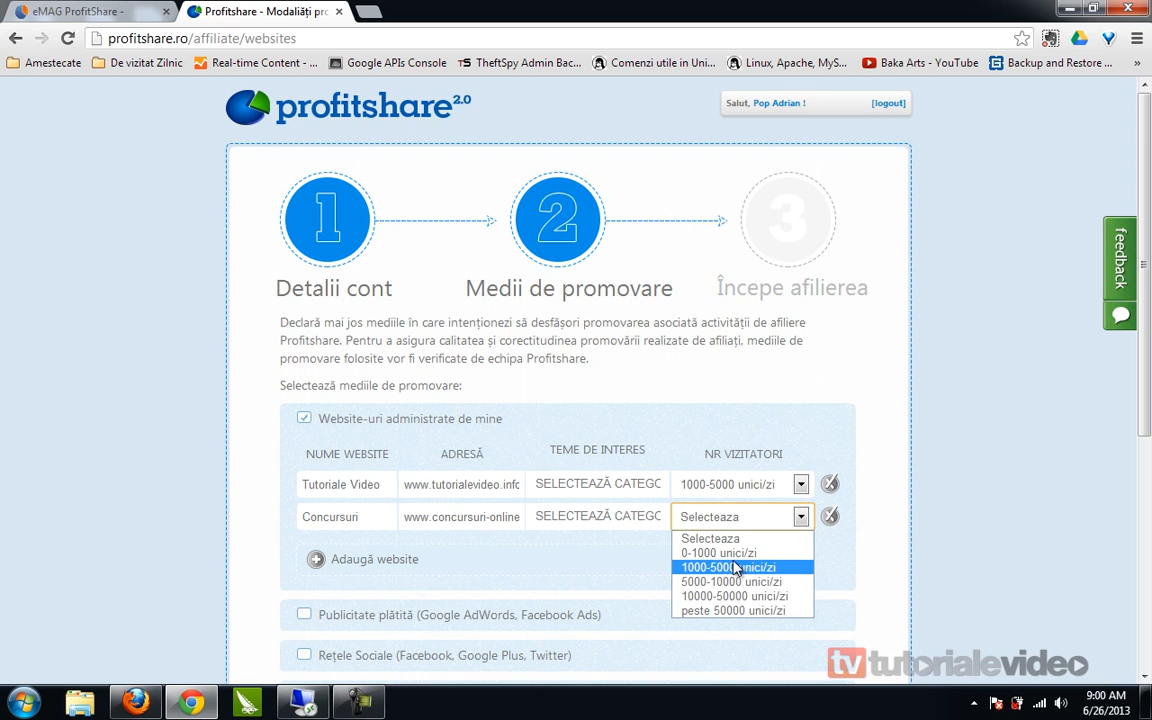 eMAG ProfitShare -
Profitshare - Modalități pro
profitshare.ro/affiliate/websites
Amestecate
De vizitat Zilnic
Real-time Content - ...
Google APIs Console
TheftSpy Admin Bac...
Comenzi utile in Uni...
Linux, Apache, MyS...
Baka Arts - YouTube
Backup and Restore ...
»
profitshare 2.0
Salut, Pop Adrian !
[logout]
1
2
3
Detalii cont
Medii de promovare
Începe afilierea
Declară mai jos mediile în care intenționezi să desfășori promovarea asociată activității de afiliere
Profitshare. Pentru a asigura calitatea și corectitudinea promovării realizate de afiliați, mediile de
promovare folosite vor fi verificate de echipa Profitshare.
Selectează mediile de promovare:
Website-uri administrate de mine
NUME WEBSITE
ADRESĂ
TEME DE INTERES
NR VIZITATORI
Tutoriale Video
www.tutorialevideo.info
SELECTEAZĂ CATEGO
1000-5000 unici/zi
Concursuri
www.concursuri-online
SELECTEAZĂ CATEGO
Selecteaza
Selecteaza
0-1000 unici/zi
1000-5000 unici/zi
5000-10000 unici/zi
10000-50000 unici/zi
peste 50000 unici/zi
Adaugă website
Publicitate plătită (Google AdWords, Facebook Ads)
Rețele Sociale (Facebook, Google Plus, Twitter)
feedback
tv tutorialevideo
9:00 AM
6/26/2013